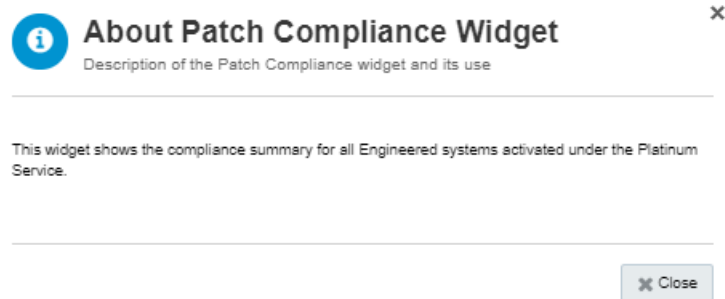 About Patch Compliance Widget
Description of the Patch Compliance widget and its use
This widget shows the compliance summary for all Engineered systems activated under the Platinum
Service.
Close